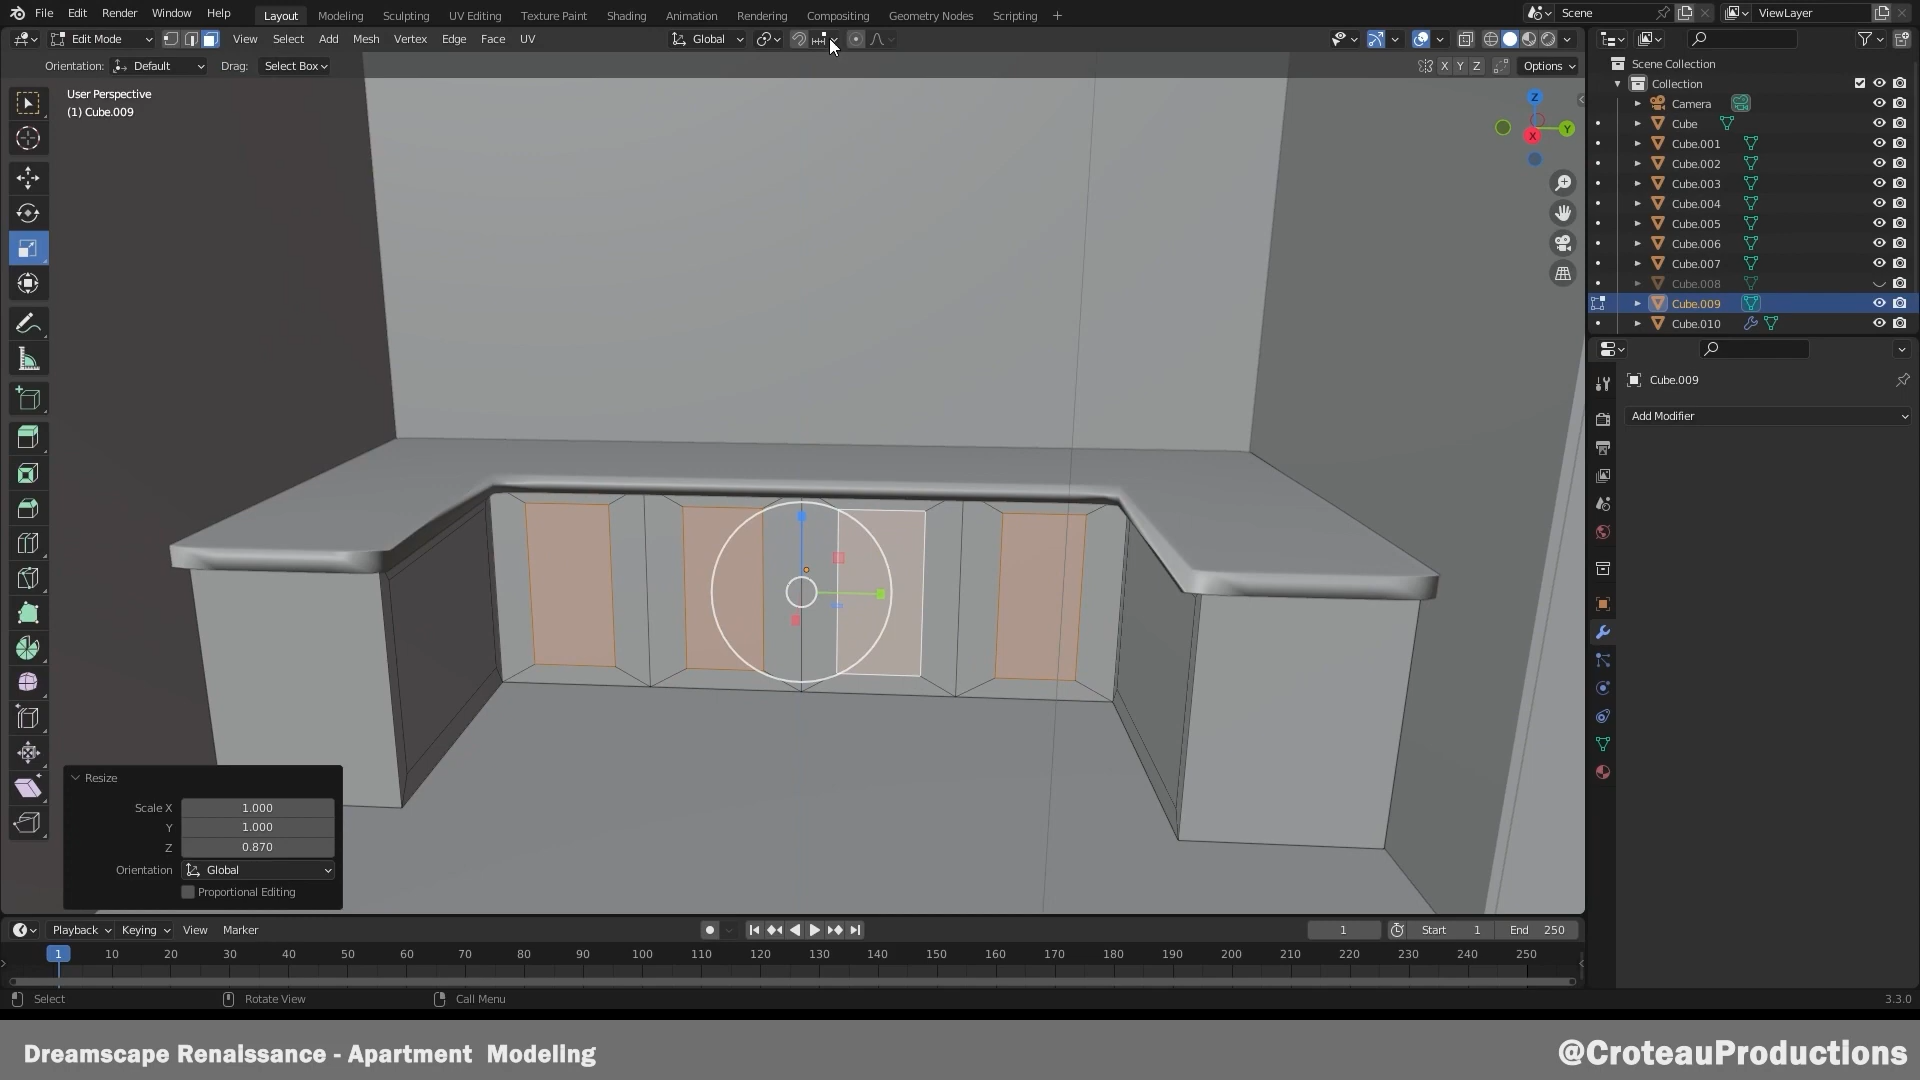 File Edit Render Window Help Layout Modeling Sculpting UV Editing Texture Paint Shading Animation Rendering Compositing Geometry Nodes Scripting + Scene ViewLayer
Edit Mode View Select Add Mesh Vertex Edge Face UV Global
Orientation: Default Drag: Select Box X Y Z Options
User Perspective
(1) Cube.009
Z
Y
X
Scene Collection
Collection
Camera
Cube
Cube.001
Cube.002
Cube.003
Cube.004
Cube.005
Cube.006
Cube.007
Cube.008
Cube.009
Cube.010
Cube.009
Add Modifier
Resize
Scale X 1.000
Y 1.000
Z 0.870
Orientation Global
Proportional Editing
Playback Keying View Marker 1 Start 1 End 250
1 10 20 30 40 50 60 70 80 90 100 110 120 130 140 150 160 170 180 190 200 210 220 230 240 250
Select Rotate View Call Menu 3.3.0
Dreamscape Renaissance - Apartment Modeling
@CroteauProductions